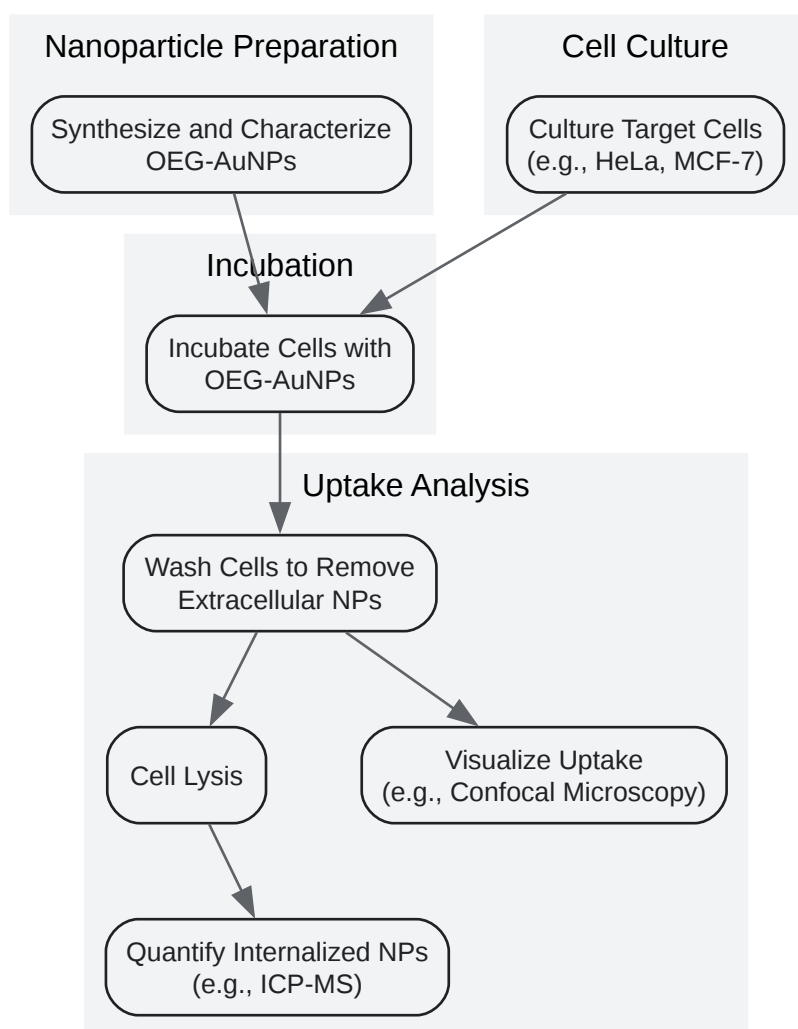 Nanoparticle Preparation
Synthesize and Characterize
OEG-AuNPs
Cell Culture
Culture Target Cells
(e.g., HeLa, MCF-7)
Incubation
Incubate Cells with
OEG-AuNPs
Uptake Analysis
Wash Cells to Remove
Extracellular NPs
Cell Lysis
Visualize Uptake
(e.g., Confocal Microscopy)
Quantify Internalized NPs
(e.g., ICP-MS)